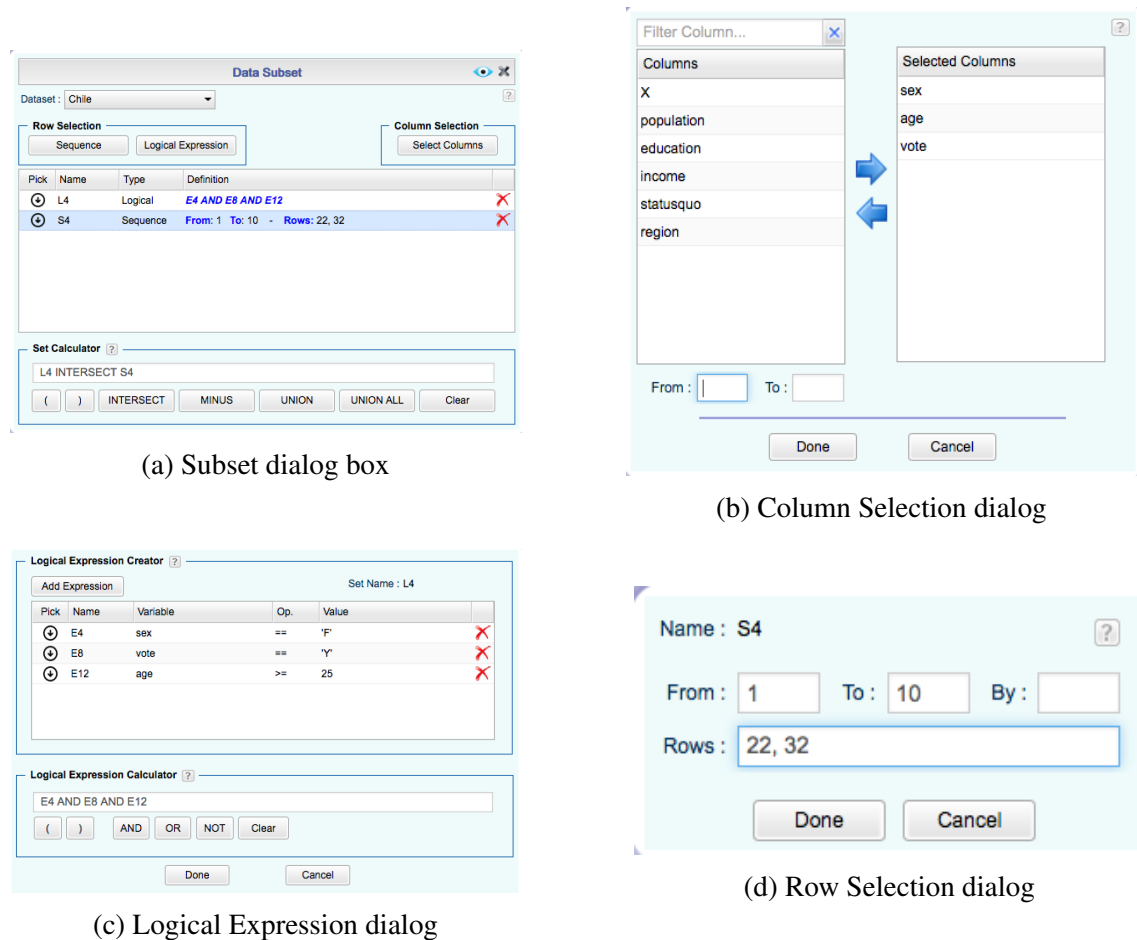 Data Subset
Dataset : Chile
?
Row Selection
Sequence Logical Expression
Column Selection
Select Columns
Pick Name Type Definition
L4 Logical E4 AND E8 AND E12
S4 Sequence From: 1 To: 10 - Rows: 22, 32
Set Calculator ?
L4 INTERSECT S4
( ) INTERSECT MINUS UNION UNION ALL Clear
(a) Subset dialog box
Filter Column...
?
Columns
X
population
education
income
statusquo
region
Selected Columns
sex
age
vote
From : To :
Done Cancel
(b) Column Selection dialog
Logical Expression Creator ?
Add Expression Set Name : L4
Pick Name Variable Op. Value
E4 sex == 'F'
E8 vote == 'Y'
E12 age >= 25
Logical Expression Calculator ?
E4 AND E8 AND E12
( ) AND OR NOT Clear
Done Cancel
(c) Logical Expression dialog
Name : S4
?
From : 1 To : 10 By :
Rows : 22, 32
Done Cancel
(d) Row Selection dialog